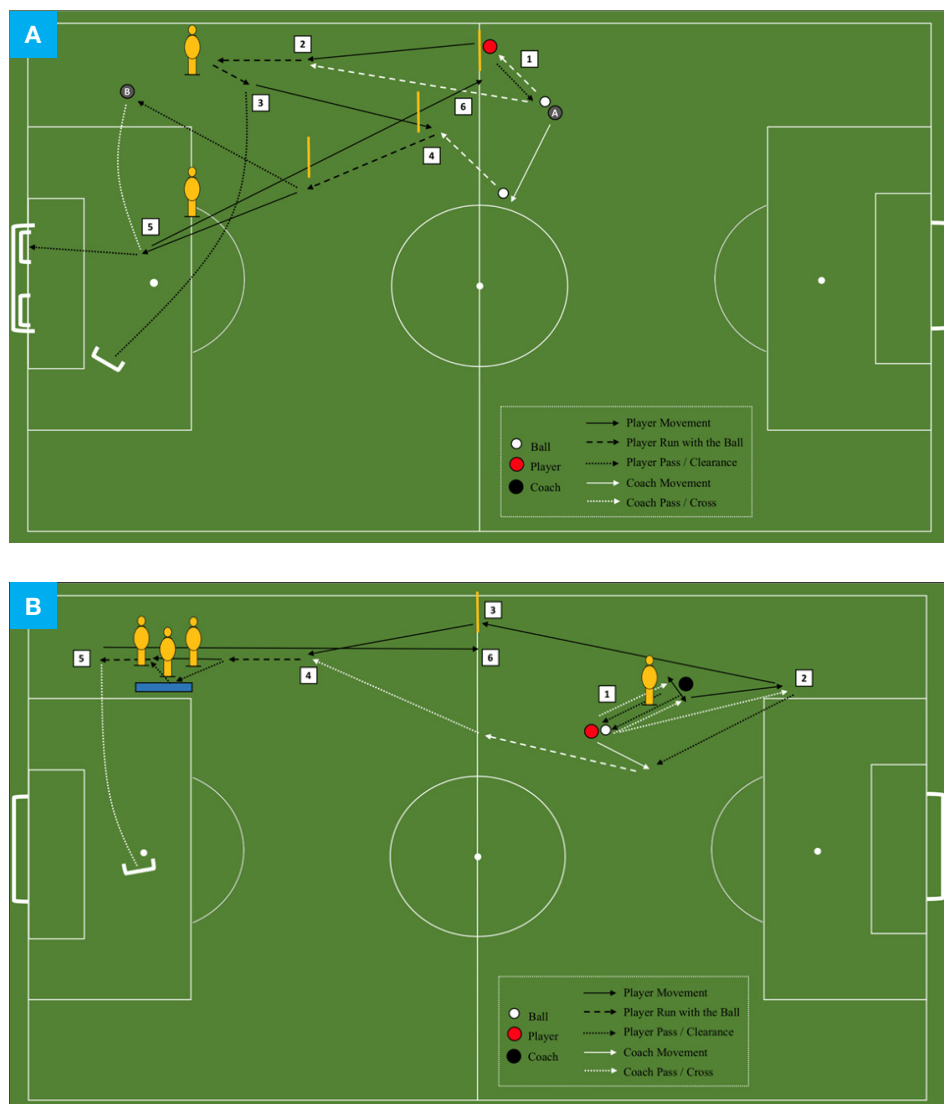 A
2
1
B
3
6
A
4
5
Player Movement
Ball
Player Run with the Ball
Player
Player Pass / Clearance
Coach
Coach Movement
Coach Pass / Cross
B
3
5
6
4
1
2
Player Movement
Ball
Player Run with the Ball
Player
Player Pass / Clearance
Coach
Coach Movement
Coach Pass / Cross